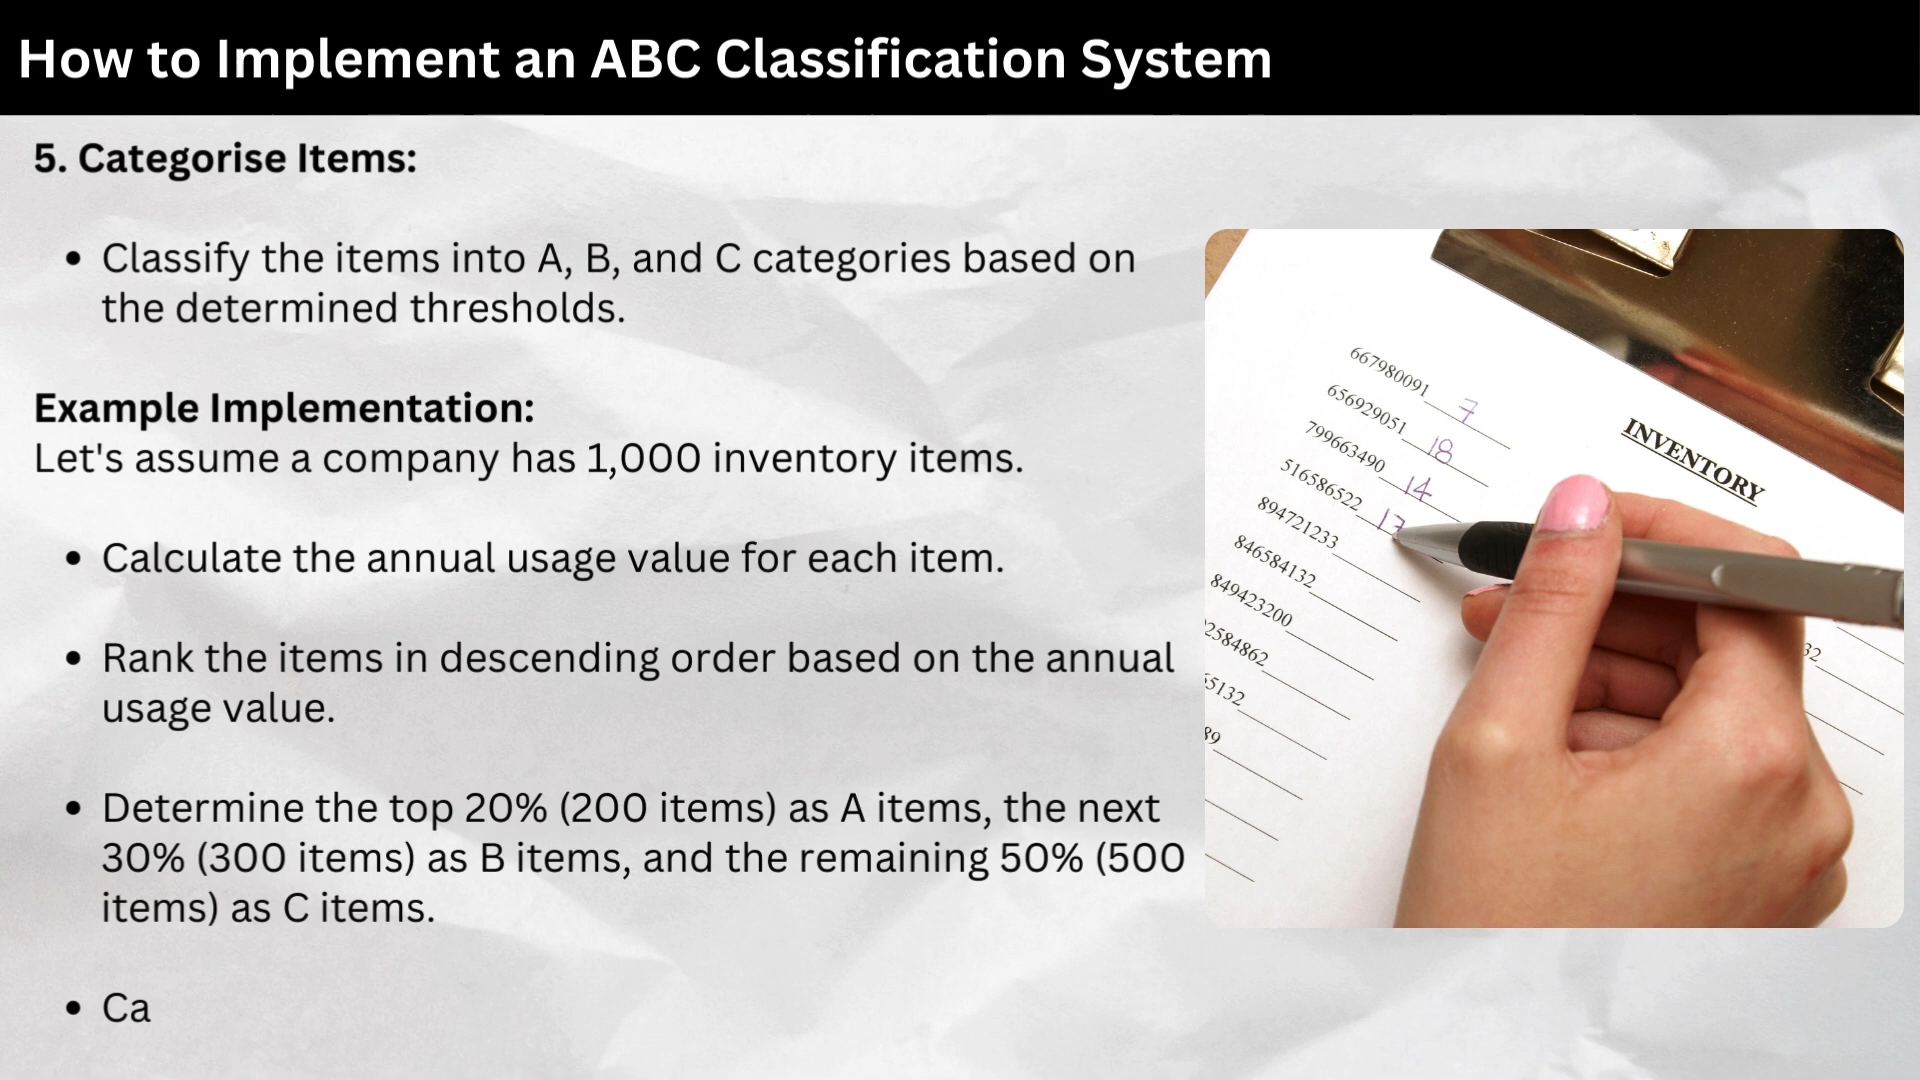 How to Implement an ABC Classification System
5. Categorise Items:
• Classify the items into A, B, and C categories based on
the determined thresholds.
Example Implementation:
Let's assume a company has 1,000 inventory items.
• Calculate the annual usage value for each item.
• Rank the items in descending order based on the annual
usage value.
• Determine the top 20% (200 items) as A items, the next
30% (300 items) as B items, and the remaining 50% (500
items) as C items.
• Ca
INVENTORY
667980091 7
656929051 18
799663490 14
516586522 13
894721233
846584132
849423200
2584862
65132
89
32